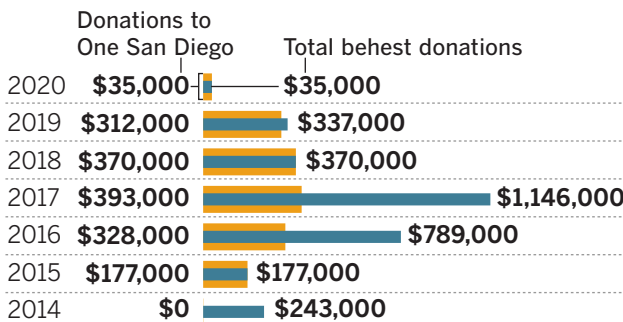 Donations to
One San Diego
Total behest donations
2020 $35,000 $35,000
2019 $312,000 $337,000
2018 $370,000 $370,000
2017 $393,000 $1,146,000
2016 $328,000 $789,000
2015 $177,000 $177,000
2014 $0 $243,000